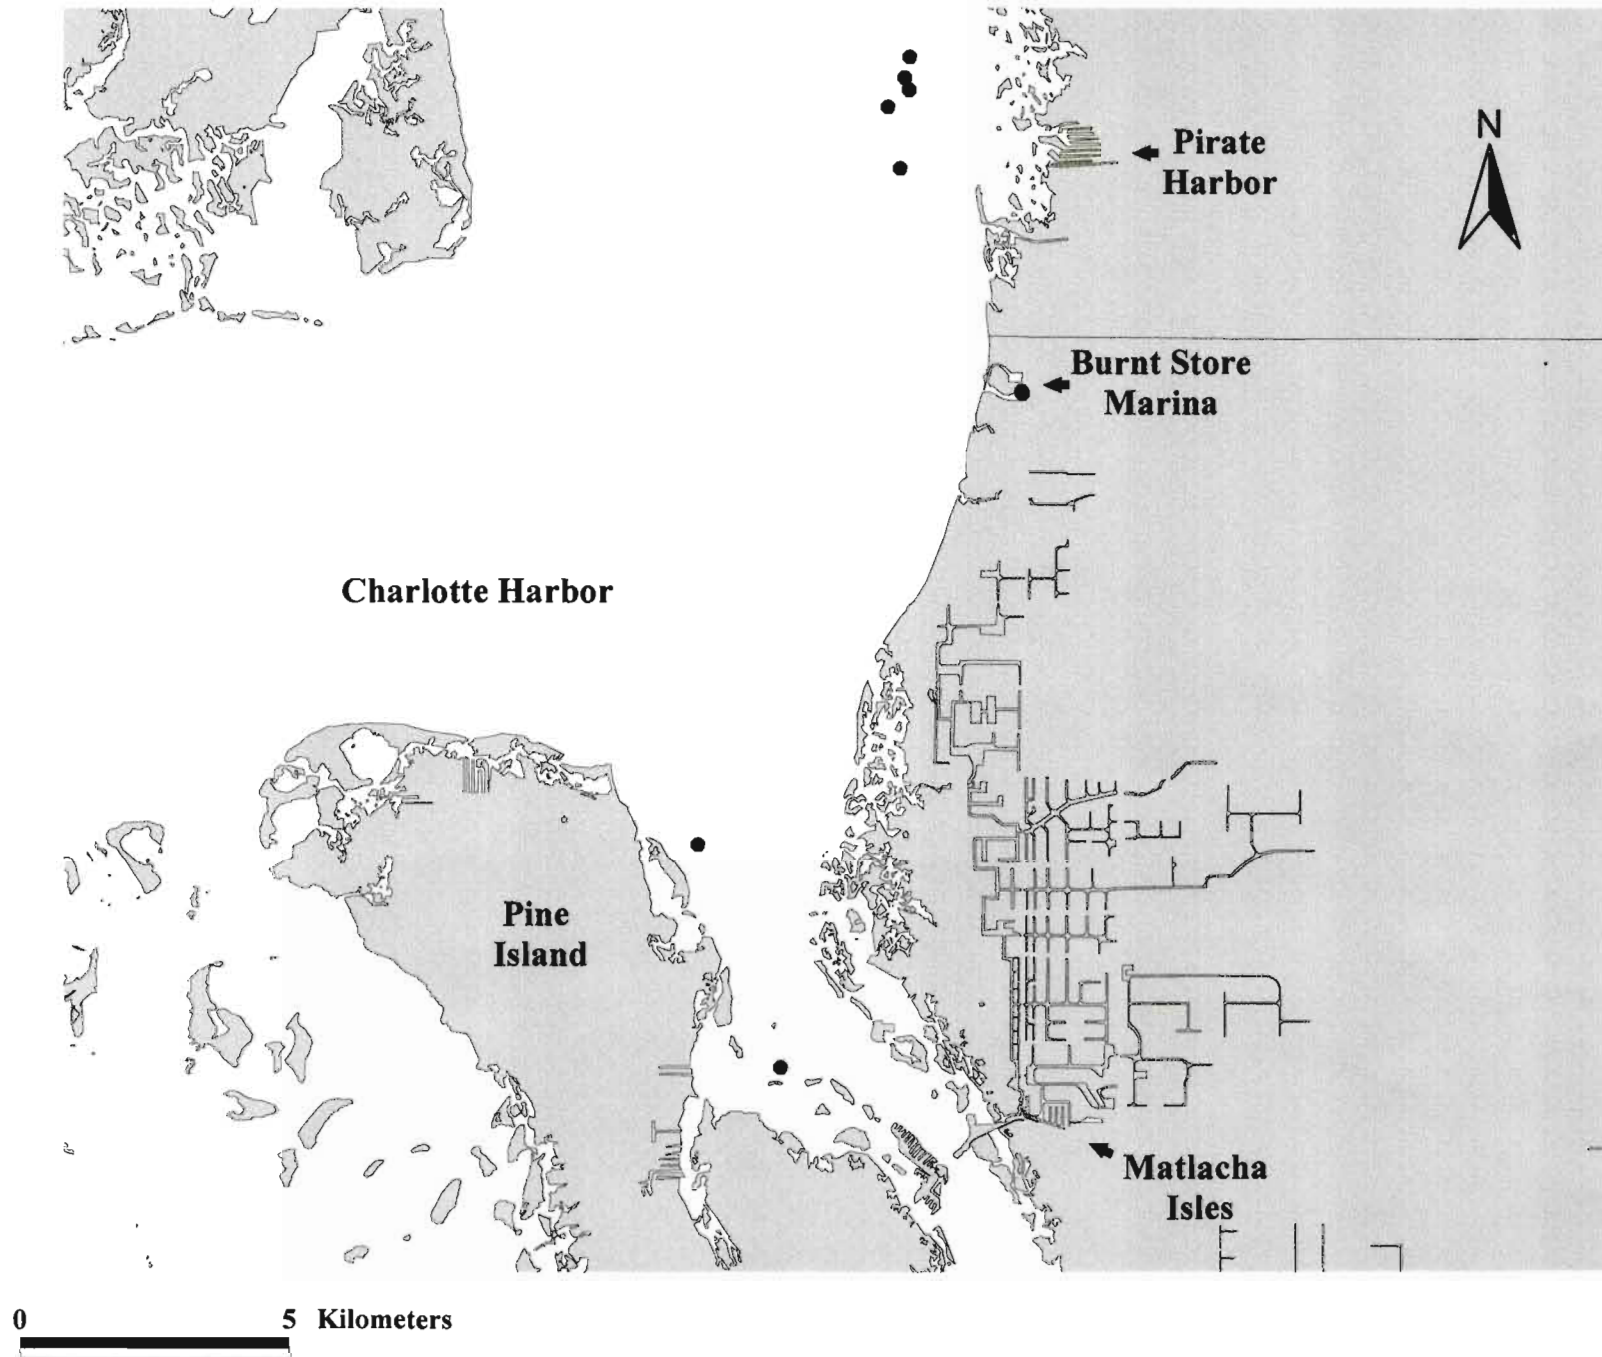 N
Pirate
Harbor
Burnt Store
Marina
Charlotte Harbor
Pine
Island
Matlacha
Isles
0 5 Kilometers